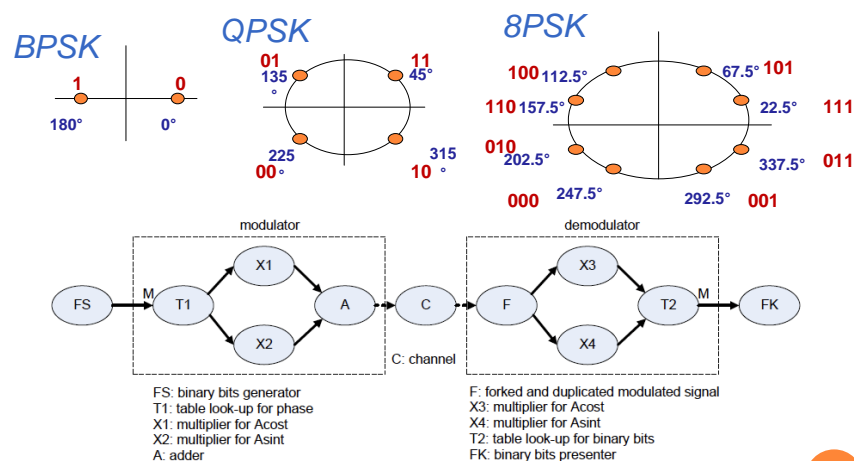 BPSK
1
0
180°
0°
QPSK
01
11
135
°
45°
225
°
00
315
°
10
8PSK
100 112.5°
67.5° 101
110 157.5°
22.5° 111
010
202.5°
337.5° 011
247.5°
000
292.5° 001
modulator
demodulator
FS
M
T1
X1
X2
A
C
F
X3
X4
T2
M
FK
C: channel
FS: binary bits generator
T1: table look-up for phase
X1: multiplier for Acost
X2: multiplier for Asint
A: adder
F: forked and duplicated modulated signal
X3: multiplier for Acost
X4: multiplier for Asint
T2: table look-up for binary bits
FK: binary bits presenter